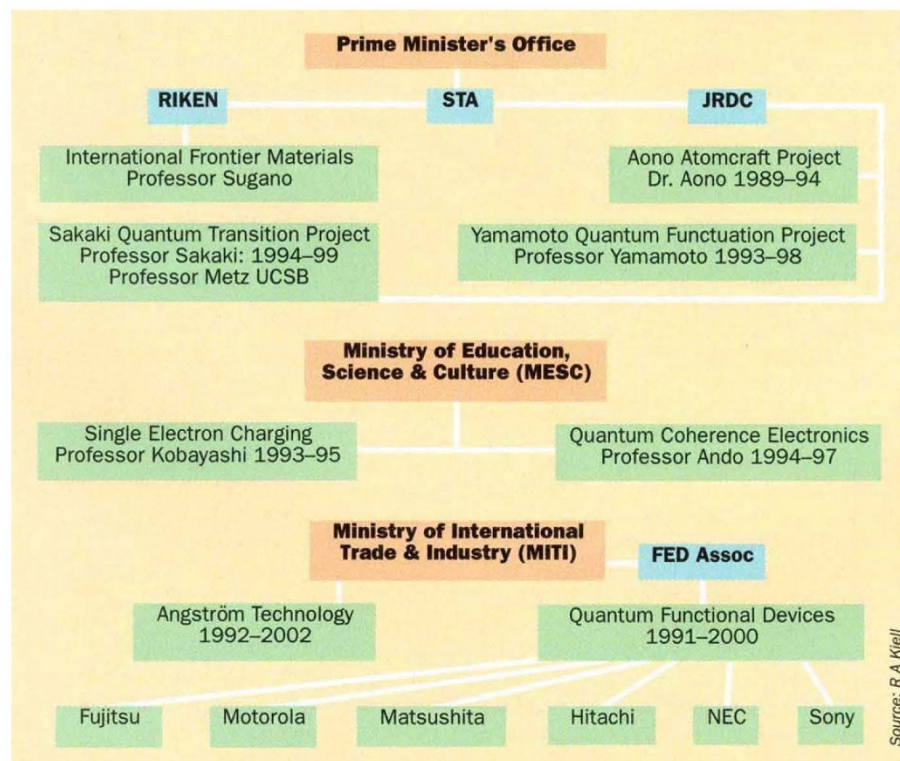 Prime Minister's Office
RIKEN
STA
JRDC
International Frontier Materials
Professor Sugano
Aono Atomcraft Project
Dr. Aono 1989–94
Sakaki Quantum Transition Project
Professor Sakaki: 1994–99
Professor Metz UCSB
Yamamoto Quantum Functuation Project
Professor Yamamoto 1993–98
Ministry of Education,
Science & Culture (MESC)
Single Electron Charging
Professor Kobayashi 1993–95
Quantum Coherence Electronics
Professor Ando 1994–97
Ministry of International
Trade & Industry (MITI)
FED Assoc
Angström Technology
1992–2002
Quantum Functional Devices
1991–2000
Fujitsu
Motorola
Matsushita
Hitachi
NEC
Sony
Source: R A Kiell